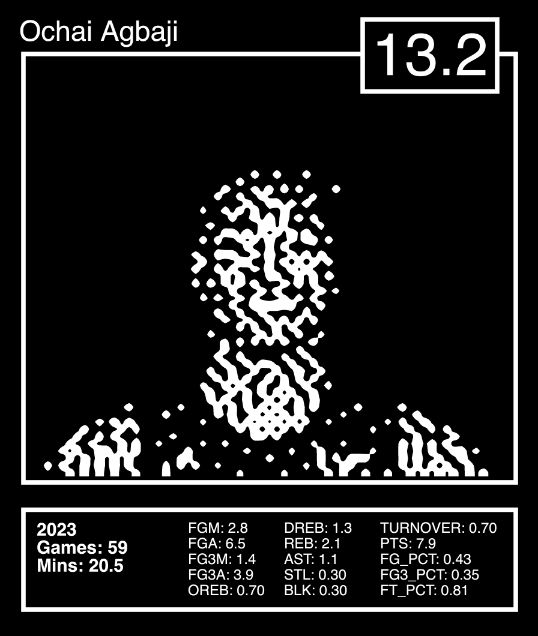 Ochai Agbaji
13.2
2023
Games: 59
Mins: 20.5
FGM: 2.8
FGA: 6.5
FG3M: 1.4
FG3A: 3.9
OREB: 0.70
DREB: 1.3
REB: 2.1
AST: 1.1
STL: 0.30
BLK: 0.30
TURNOVER: 0.70
PTS: 7.9
FG_PCT: 0.43
FG3_PCT: 0.35
FT_PCT: 0.81